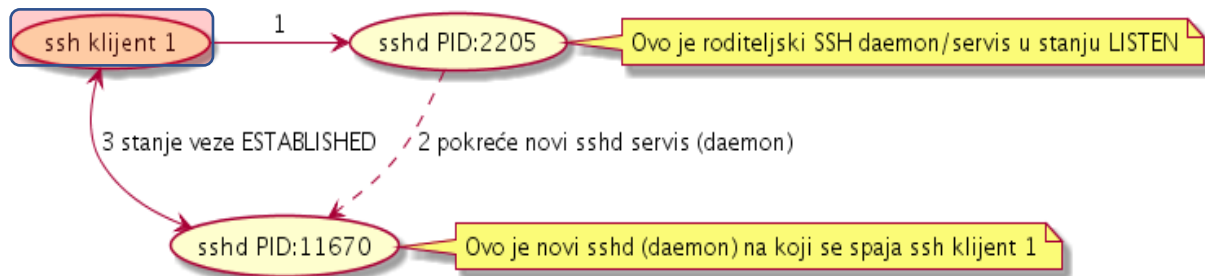 ssh klijent 1
1
sshd PID:2205
Ovo je roditeljski SSH daemon/servis u stanju LISTEN
3 stanje veze ESTABLISHED
2 pokreće novi sshd servis (daemon)
sshd PID:11670
Ovo je novi sshd (daemon) na koji se spaja ssh klijent 1